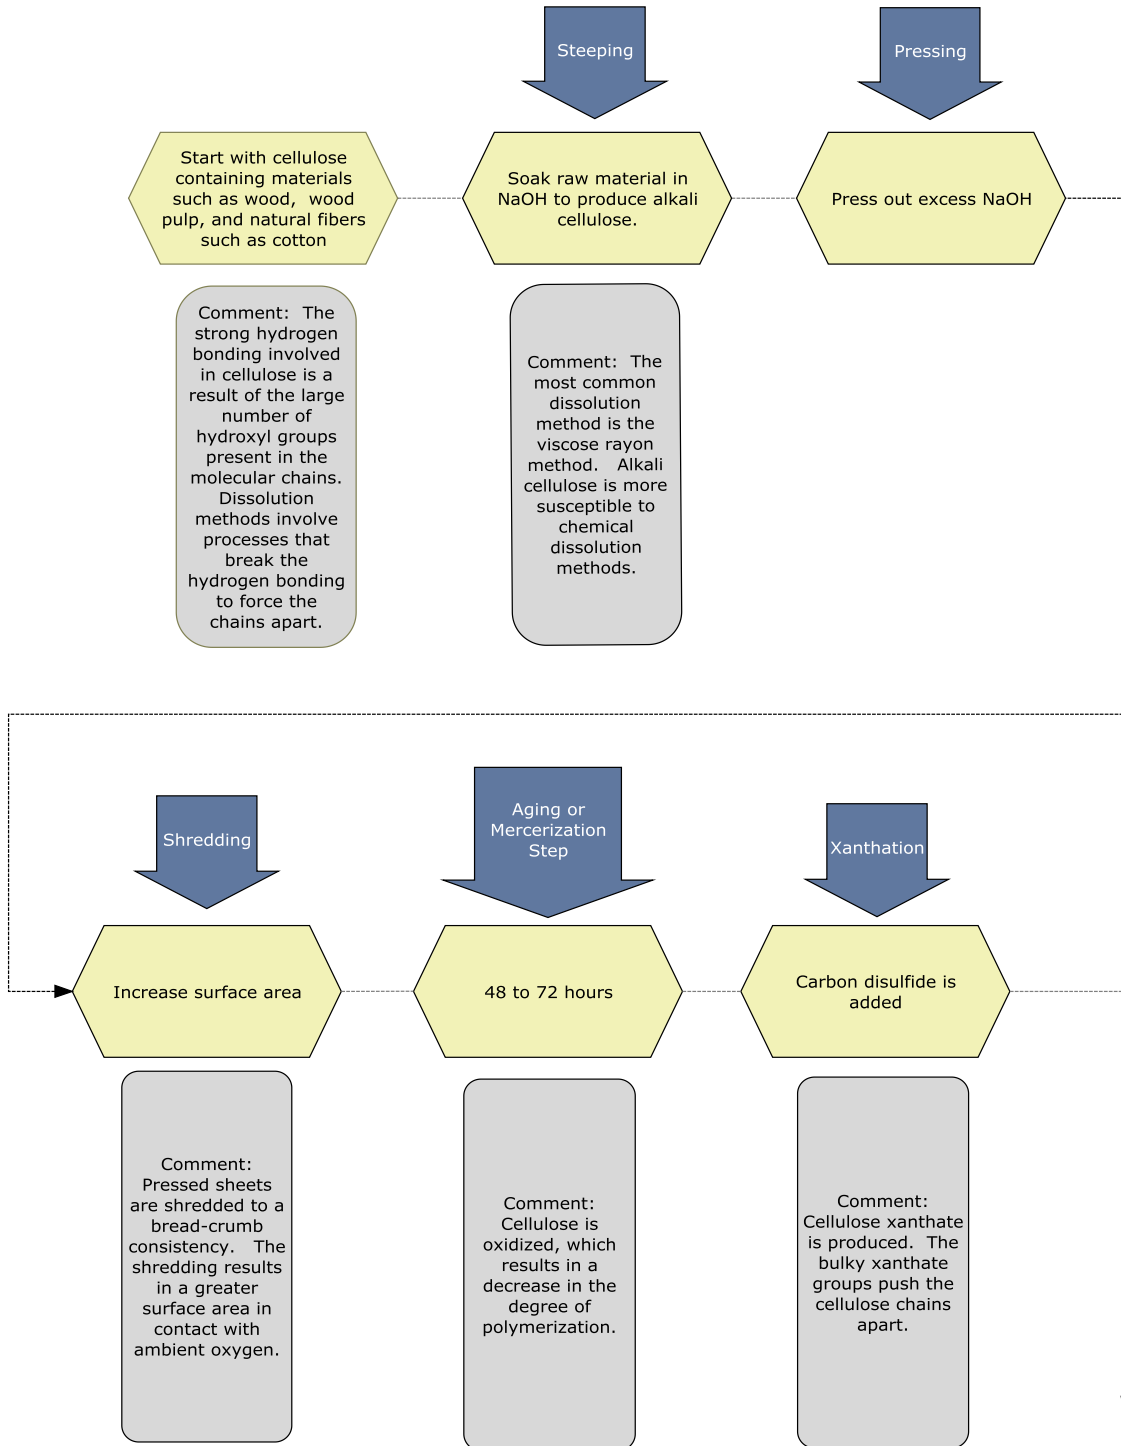 Steeping
Pressing
Start with cellulose
containing materials
such as wood,  wood
pulp, and natural fibers
such as cotton
Soak raw material in
NaOH to produce alkali
cellulose.
Press out excess NaOH
Comment:  The
strong hydrogen
bonding involved
in cellulose is a
result of the large
number of
hydroxyl groups
present in the
molecular chains.
Dissolution
methods involve
processes that
break the
hydrogen bonding
to force the
chains apart.
Comment:  The
most common
dissolution
method is the
viscose rayon
method.   Alkali
cellulose is more
susceptible to
chemical
dissolution
methods.
Shredding
Aging or
Mercerization
Step
Xanthation
Increase surface area
48 to 72 hours
Carbon disulfide is
added
Comment:
Pressed sheets
are shredded to a
bread-crumb
consistency.   The
shredding results
in a greater
surface area in
contact with
ambient oxygen.
Comment:
Cellulose is
oxidized, which
results in a
decrease in the
degree of
polymerization.
Comment:
Cellulose xanthate
is produced.  The
bulky xanthate
groups push the
cellulose chains
apart.